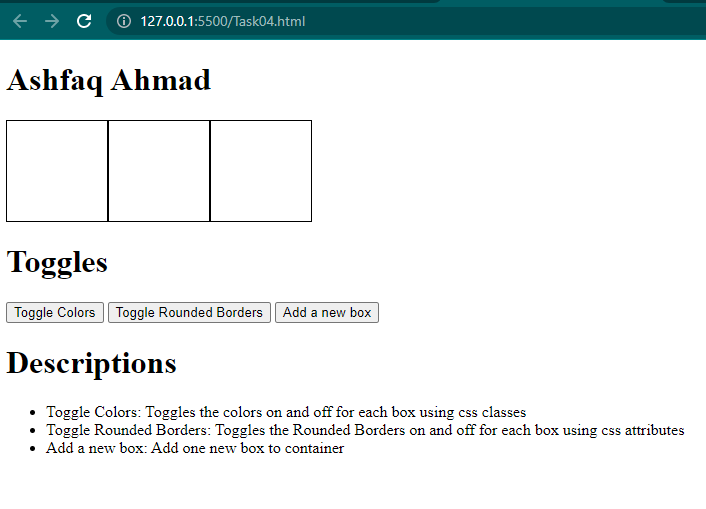 127.0.0.1:5500/Task04.html
Ashfaq Ahmad
Toggles
Toggle Colors Toggle Rounded Borders Add a new box
Descriptions
• Toggle Colors: Toggles the colors on and off for each box using css classes
• Toggle Rounded Borders: Toggles the Rounded Borders on and off for each box using css attributes
• Add a new box: Add one new box to container